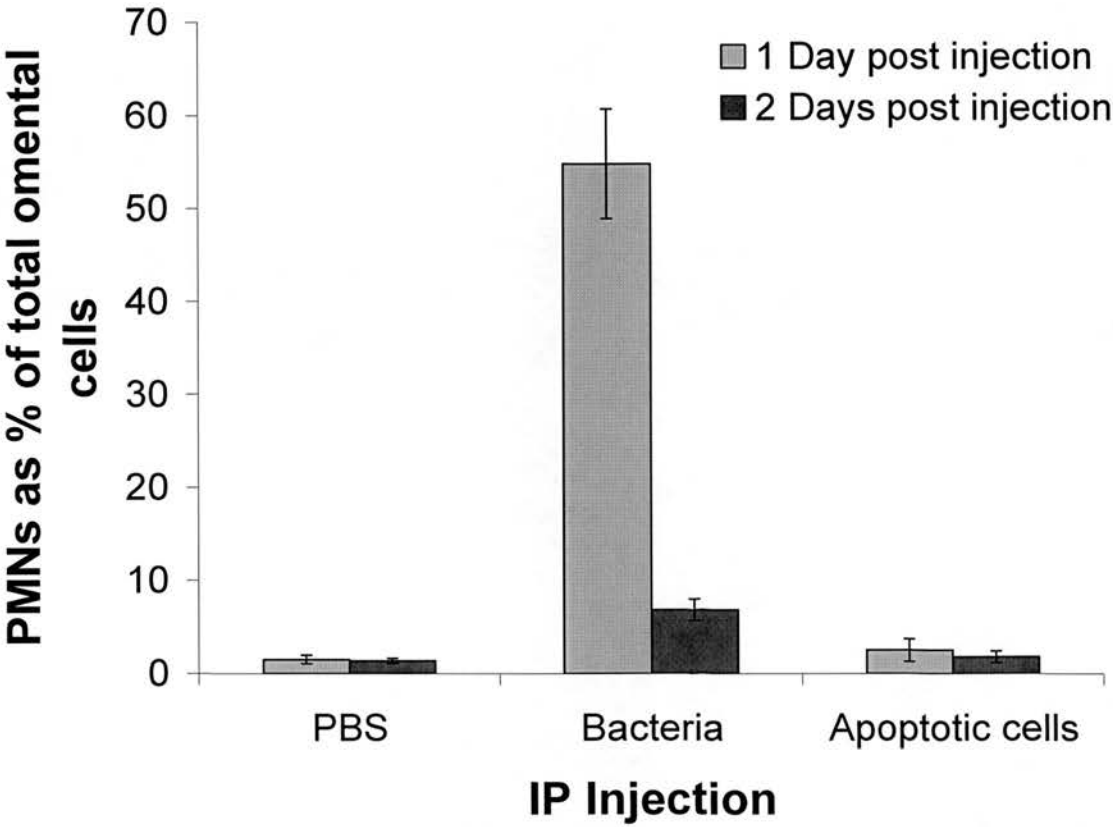 PMNs as % of total omental
cells
70
60
50
40
30
20
10
0
1 Day post injection
2 Days post injection
PBS
Bacteria
Apoptotic cells
IP Injection